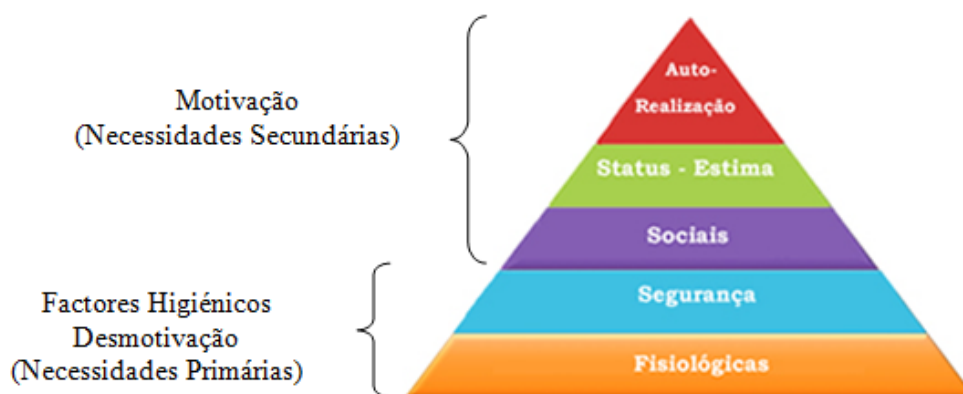 Motivação
(Necessidades Secundárias)
Factores Higiénicos
Desmotivação
(Necessidades Primárias)
Auto-
Realização
Status - Estima
Sociais
Segurança
Fisiológicas